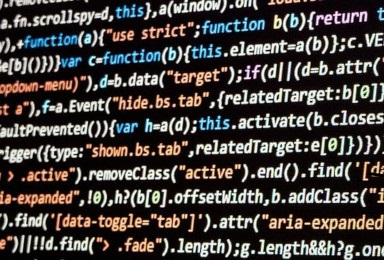 a.fn.scrollspy=d,this},a(window).on(
),+function(a){"use strict";function b(b){return t
e[b]()})}var c=function(b){this.element=a(b)};c.VE
opdown-menu)"),d=b.data("target");if(d||(d=b.attr(
st a"),f=a.Event("hide.bs.tab",{relatedTarget:b[0]}
aultPrevented()){var h=a(d);this.activate(b.closes
rigger({type:"shown.bs.tab",relatedTarget:e[0]})})}
> .active").removeClass("active").end().find('[da
ia-expanded",!0),h?(b[0].offsetWidth,b.addClass("i
).find('[data-toggle="tab"]').attr("aria-expanded
e")||!!d.find("> .fade").length);g.length&&h?g.one